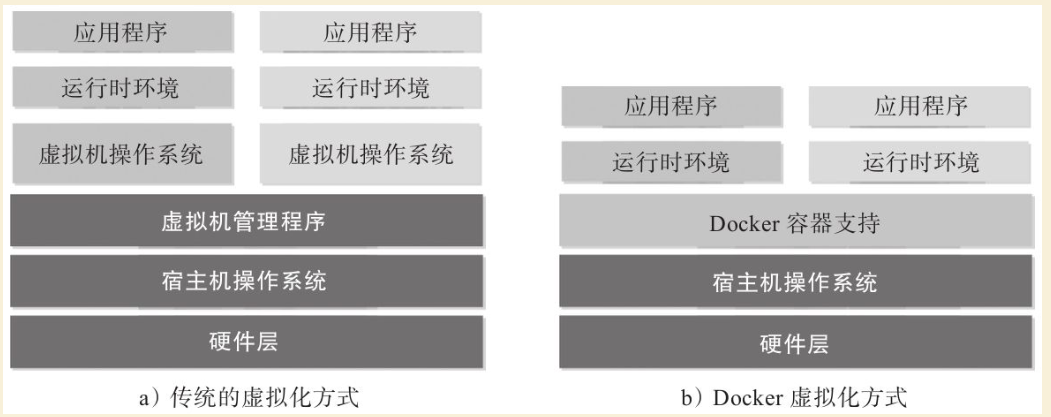 应用程序 应用程序
运行时环境 运行时环境
虚拟机操作系统 虚拟机操作系统
虚拟机管理程序
宿主机操作系统
硬件层
a）传统的虚拟化方式
应用程序 应用程序
运行时环境 运行时环境
Docker 容器支持
宿主机操作系统
硬件层
b）Docker 虚拟化方式